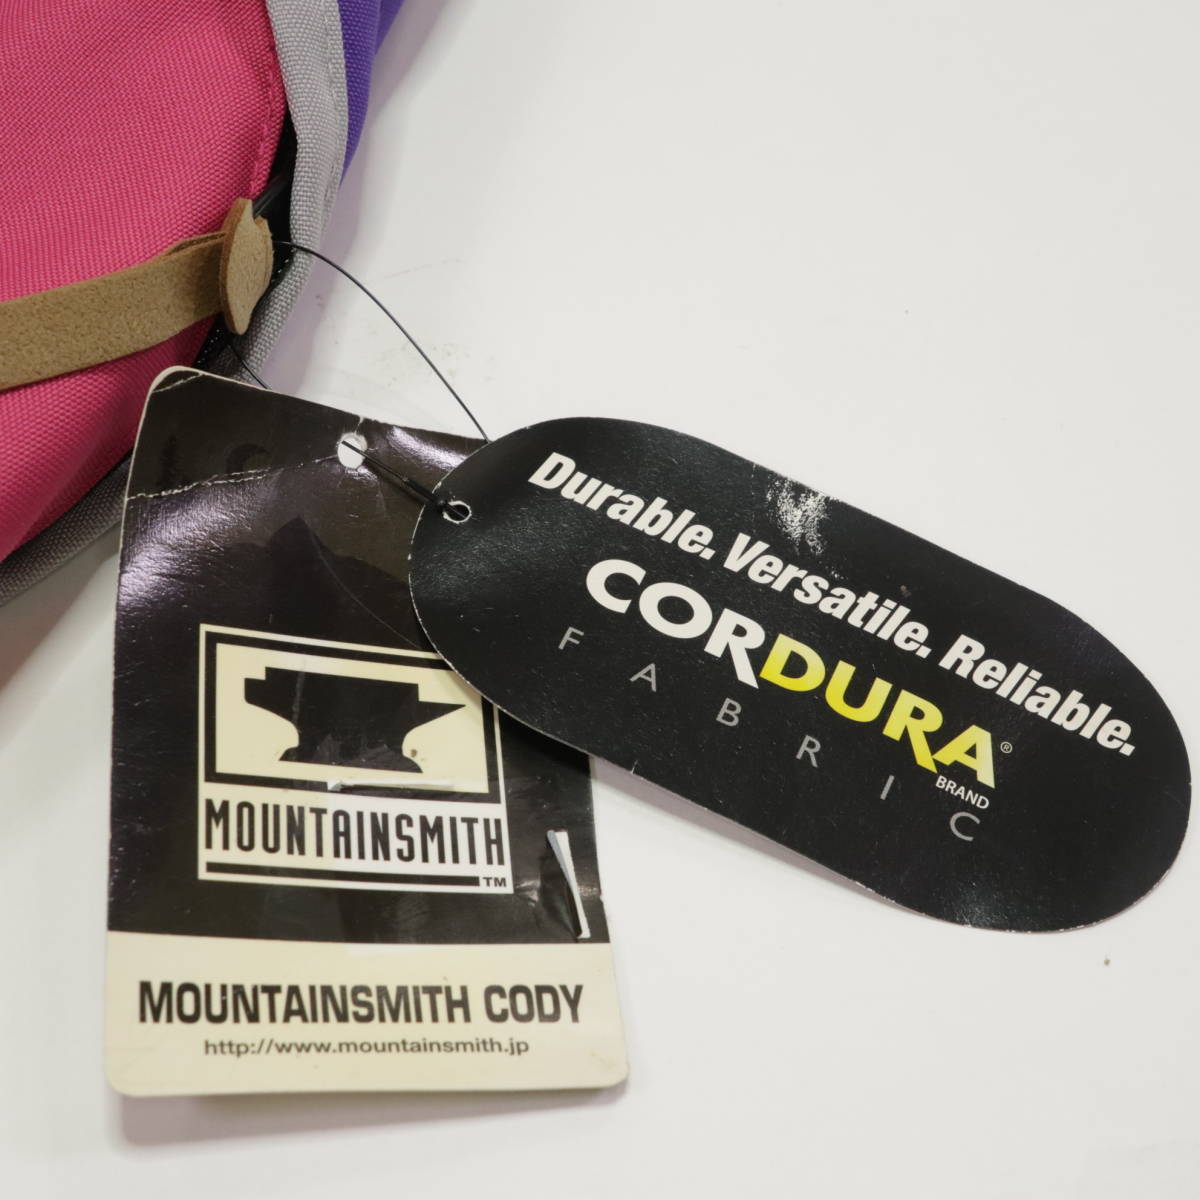 Durable. Versatile. Reliable.
CORDURA®
BRAND
FABRIC
MOUNTAINSMITH
TM
MOUNTAINSMITH CODY
http://www.mountainsmith.jp